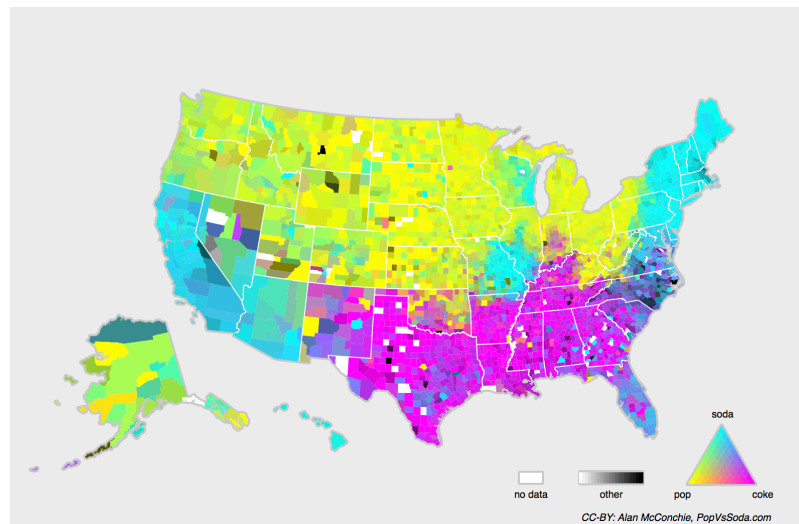 soda
no data
other
pop
coke
CC-BY: Alan McConchie, PopVsSoda.com